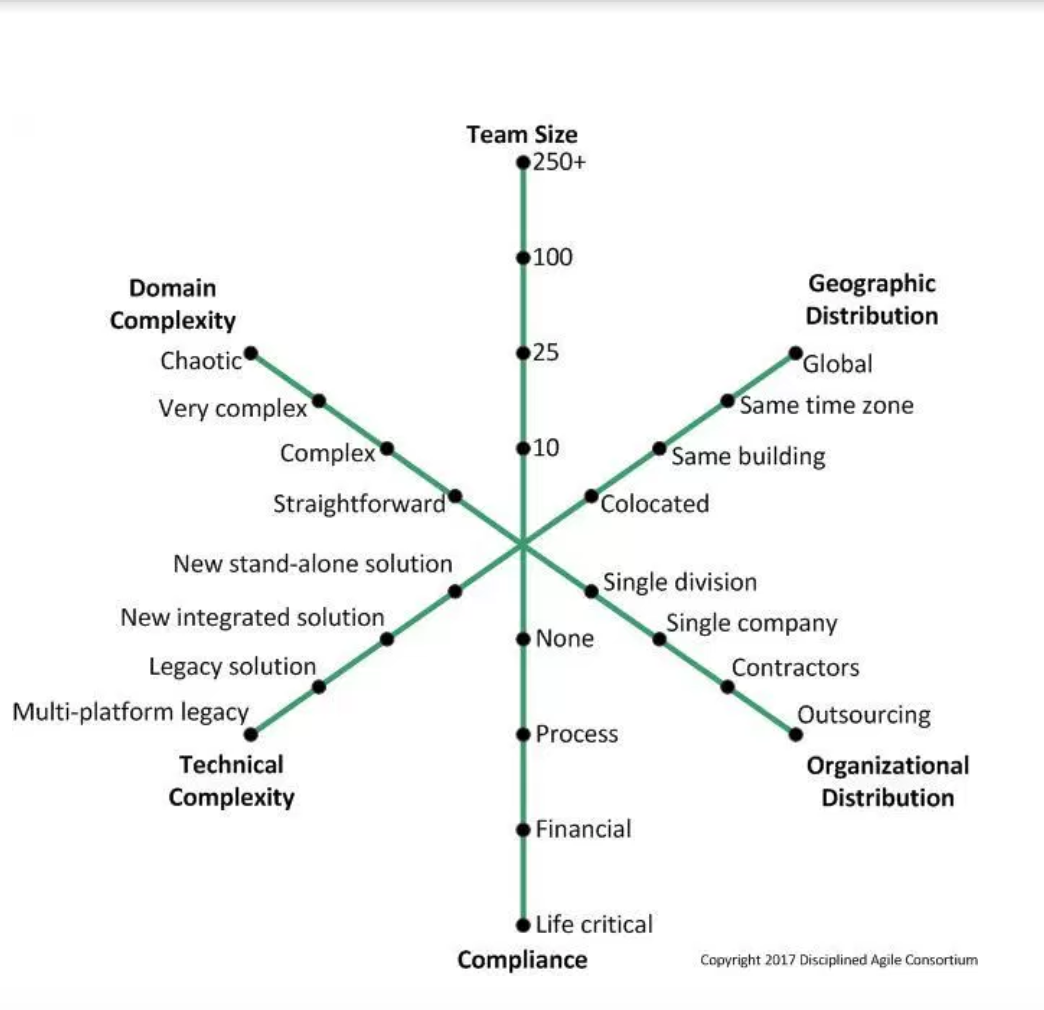 Team Size
250+
100
25
10
Domain
Complexity
Chaotic
Very complex
Complex
Straightforward
Geographic
Distribution
Global
Same time zone
Same building
Colocated
New stand-alone solution
New integrated solution
Legacy solution
Multi-platform legacy
Technical
Complexity
None
Process
Financial
Life critical
Compliance
Single division
Single company
Contractors
Outsourcing
Organizational
Distribution
Copyright 2017 Disciplined Agile Consortium